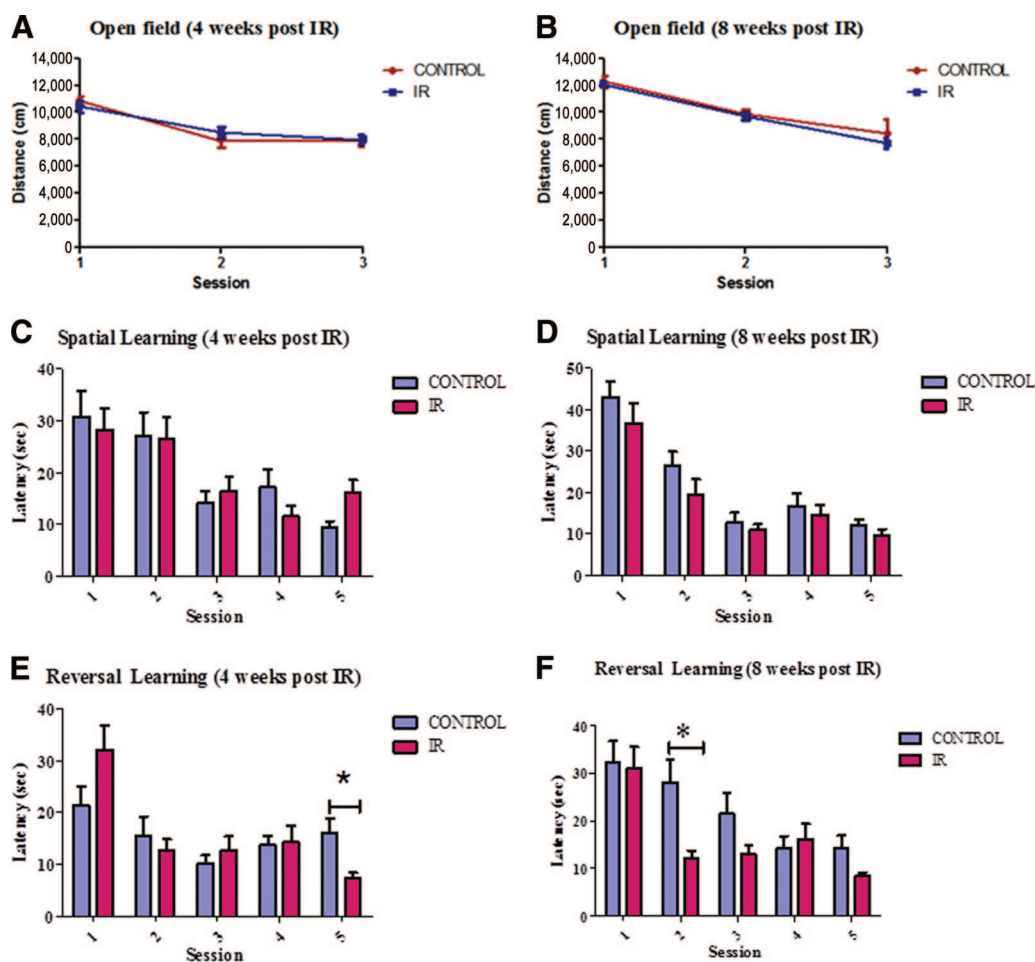 A Open field (4 weeks post IR)
14,000
12,000
10,000
8,000
6,000
4,000
2,000
0
Distance (cm)
1 2 3
Session
CONTROL
IR
B Open field (8 weeks post IR)
14,000
12,000
10,000
8,000
6,000
4,000
2,000
0
Distance (cm)
1 2 3
Session
CONTROL
IR
C Spatial Learning (4 weeks post IR)
40
30
20
10
0
Latency (sec)
1 2 3 4 5
Session
CONTROL
IR
D Spatial Learning (8 weeks post IR)
50
40
30
20
10
0
Latency (sec)
1 2 3 4 5
Session
CONTROL
IR
E Reversal Learning (4 weeks post IR)
40
30
20
10
0
Latency (sec)
*
1 2 3 4 5
Session
CONTROL
IR
F Reversal Learning (8 weeks post IR)
40
30
20
10
0
Latency (sec)
*
1 2 3 4 5
Session
CONTROL
IR